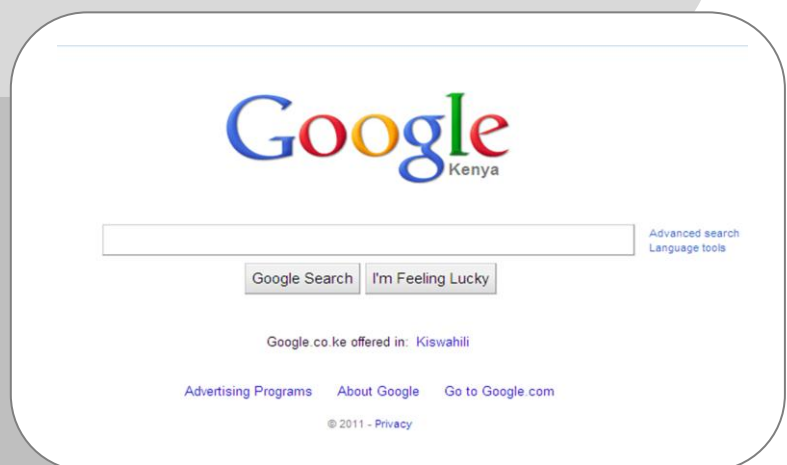 Google
Kenya
Advanced search
Language tools
Google Search I'm Feeling Lucky
Google.co.ke offered in: Kiswahili
Advertising Programs About Google Go to Google.com
© 2011 - Privacy